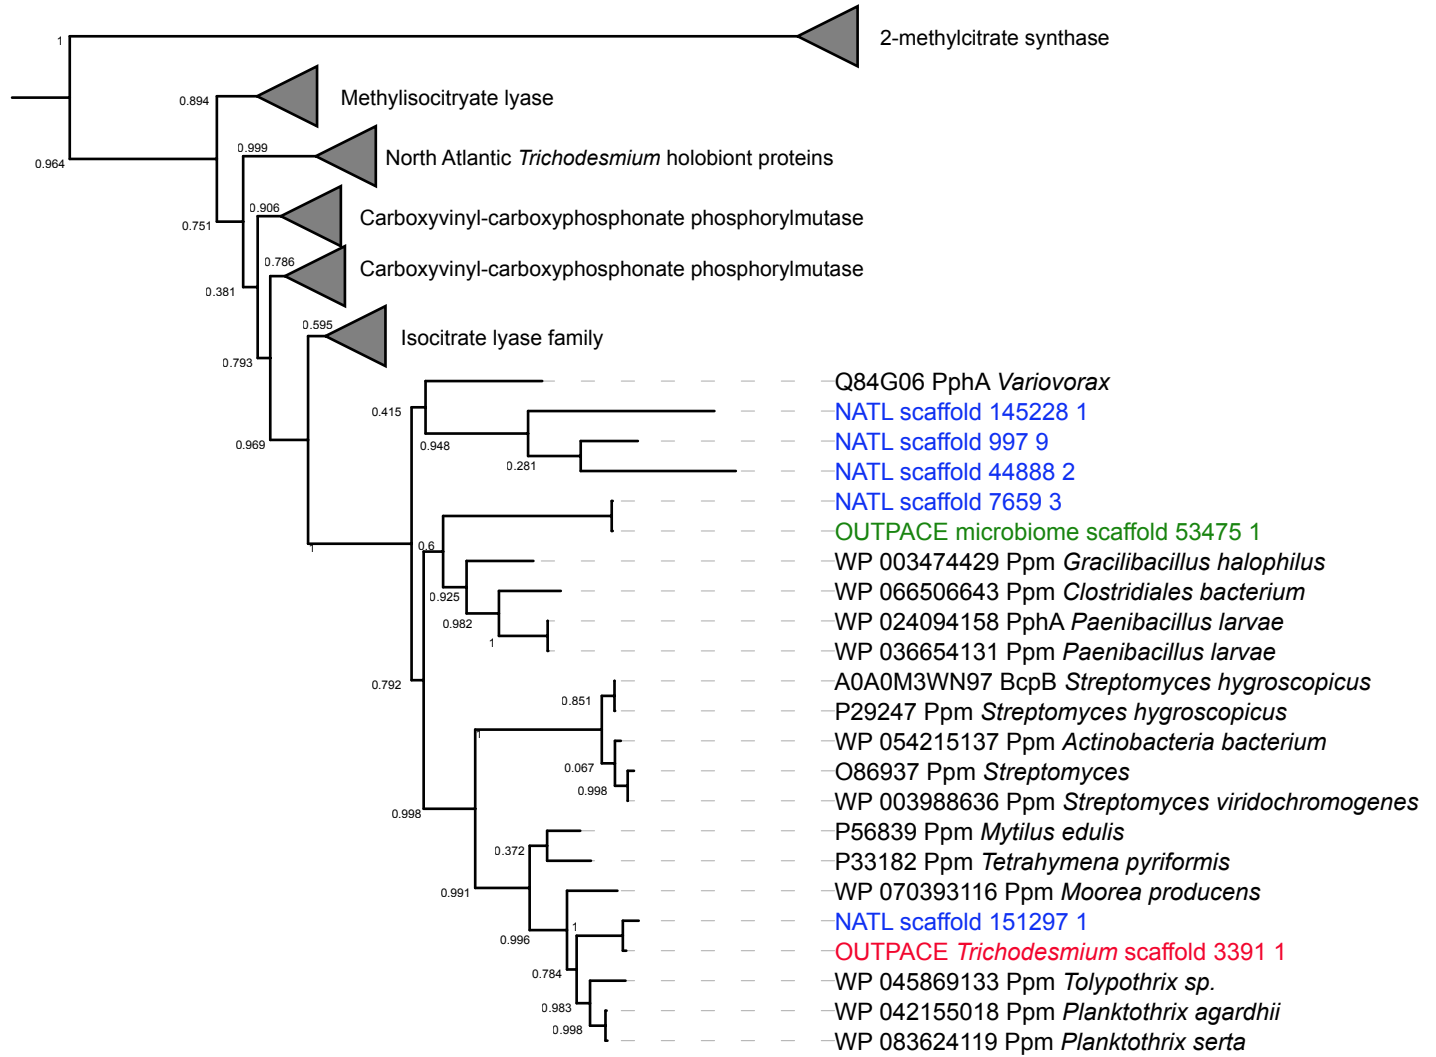 1
2-methylcitrate synthase
0.894
Methylisocitryate lyase
0.964
0.999
North Atlantic Trichodesmium holobiont proteins
0.751
0.906
Carboxyvinyl-carboxyphosphonate phosphorylmutase
0.381
0.786
Carboxyvinyl-carboxyphosphonate phosphorylmutase
0.793
0.595
Isocitrate lyase family
0.969
1
0.415
Q84G06 PphA Variovorax
0.948
NATL scaffold 145228 1
NATL scaffold 997 9
0.281
NATL scaffold 44888 2
NATL scaffold 7659 3
0.6
OUTPACE microbiome scaffold 53475 1
WP 003474429 Ppm Gracilibacillus halophilus
0.925
WP 066506643 Ppm Clostridiales bacterium
0.982
WP 024094158 PphA Paenibacillus larvae
1
WP 036654131 Ppm Paenibacillus larvae
0.792
0.851
A0A0M3WN97 BcpB Streptomyces hygroscopicus
P29247 Ppm Streptomyces hygroscopicus
1
WP 054215137 Ppm Actinobacteria bacterium
0.067
O86937 Ppm Streptomyces
0.998
WP 003988636 Ppm Streptomyces viridochromogenes
0.998
P56839 Ppm Mytilus edulis
0.372
P33182 Ppm Tetrahymena pyriformis
0.991
WP 070393116 Ppm Moorea producens
0.996
1
NATL scaffold 151297 1
OUTPACE Trichodesmium scaffold 3391 1
0.784
WP 045869133 Ppm Tolypothrix sp.
0.983
WP 042155018 Ppm Planktothrix agardhii
0.998
WP 083624119 Ppm Planktothrix serta